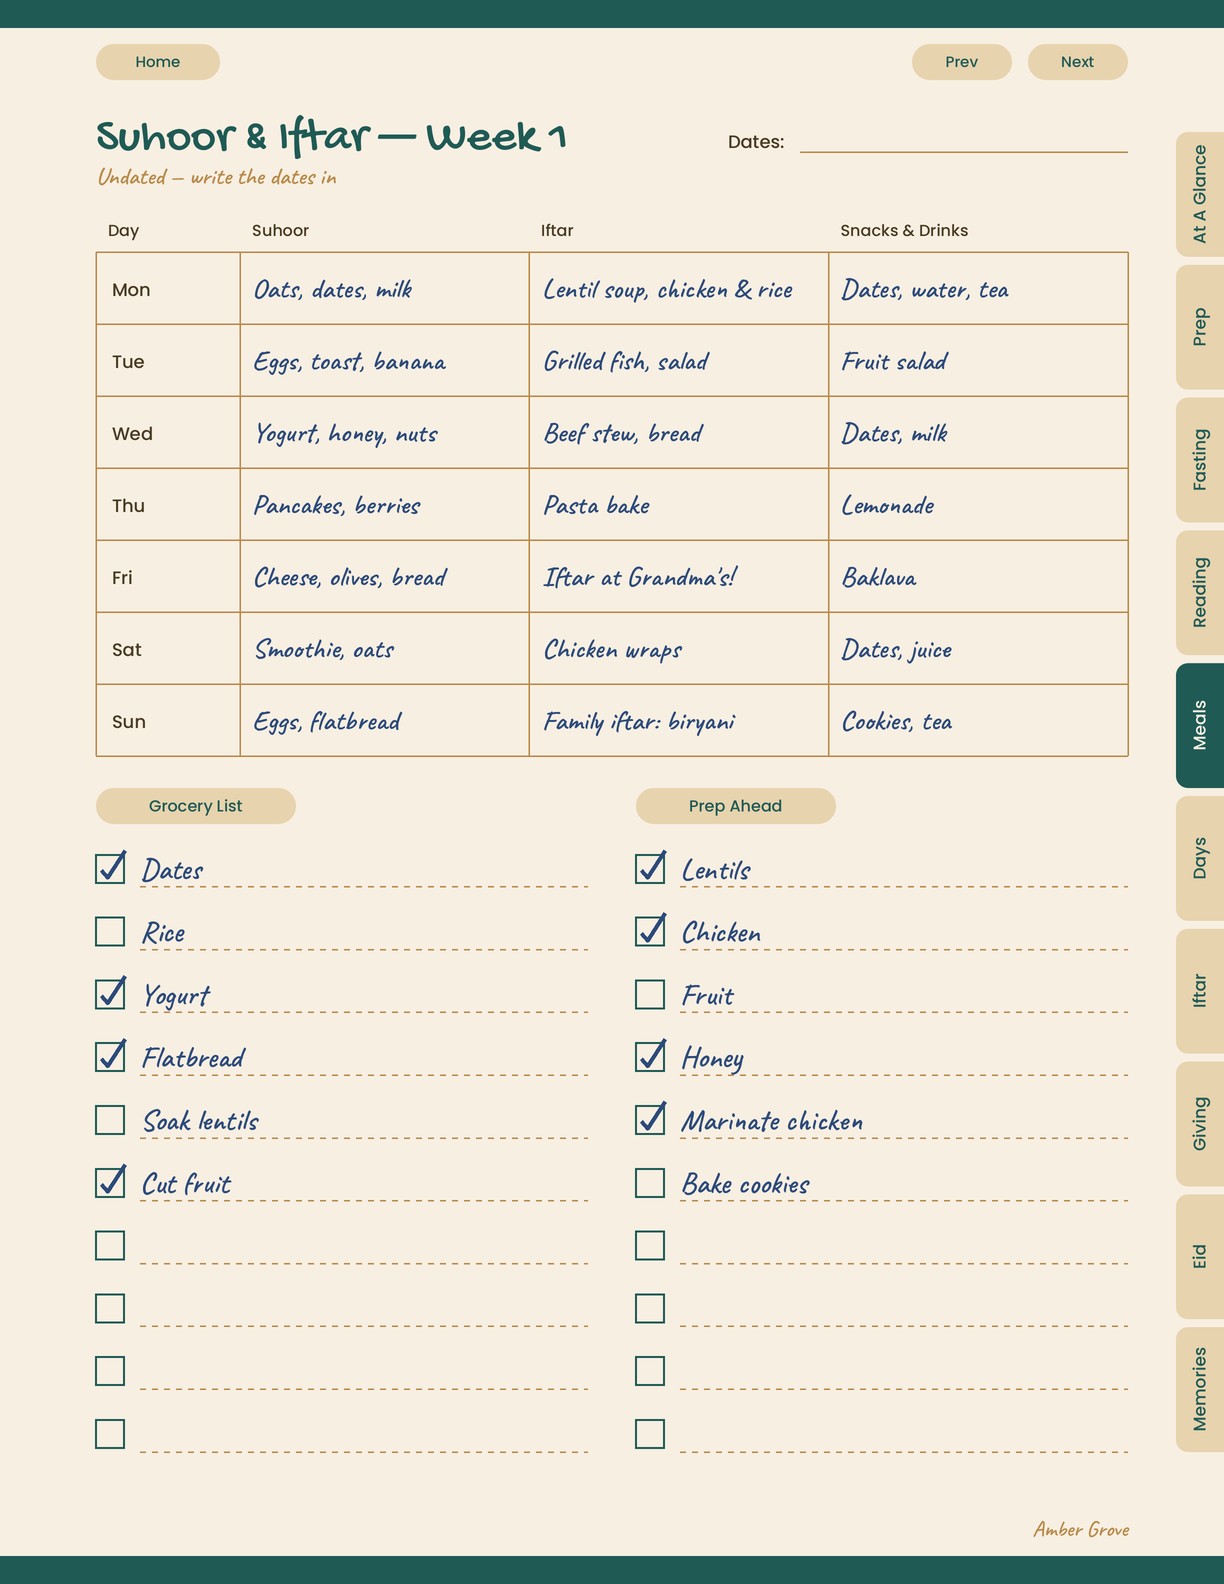 Home Prev Next
Suhoor & Iftar — Week 1
Dates:
Undated — write the dates in
Day Suhoor Iftar Snacks & Drinks
Mon Oats, dates, milk Lentil soup, chicken & rice Dates, water, tea
Tue Eggs, toast, banana Grilled fish, salad Fruit salad
Wed Yogurt, honey, nuts Beef stew, bread Dates, milk
Thu Pancakes, berries Pasta bake Lemonade
Fri Cheese, olives, bread Iftar at Grandma's! Baklava
Sat Smoothie, oats Chicken wraps Dates, juice
Sun Eggs, flatbread Family iftar: biryani Cookies, tea
Grocery List
Dates
Rice
Yogurt
Flatbread
Soak lentils
Cut fruit
Prep Ahead
Lentils
Chicken
Fruit
Honey
Marinate chicken
Bake cookies
At A Glance
Prep
Fasting
Reading
Meals
Days
Iftar
Giving
Eid
Memories
Amber Grove